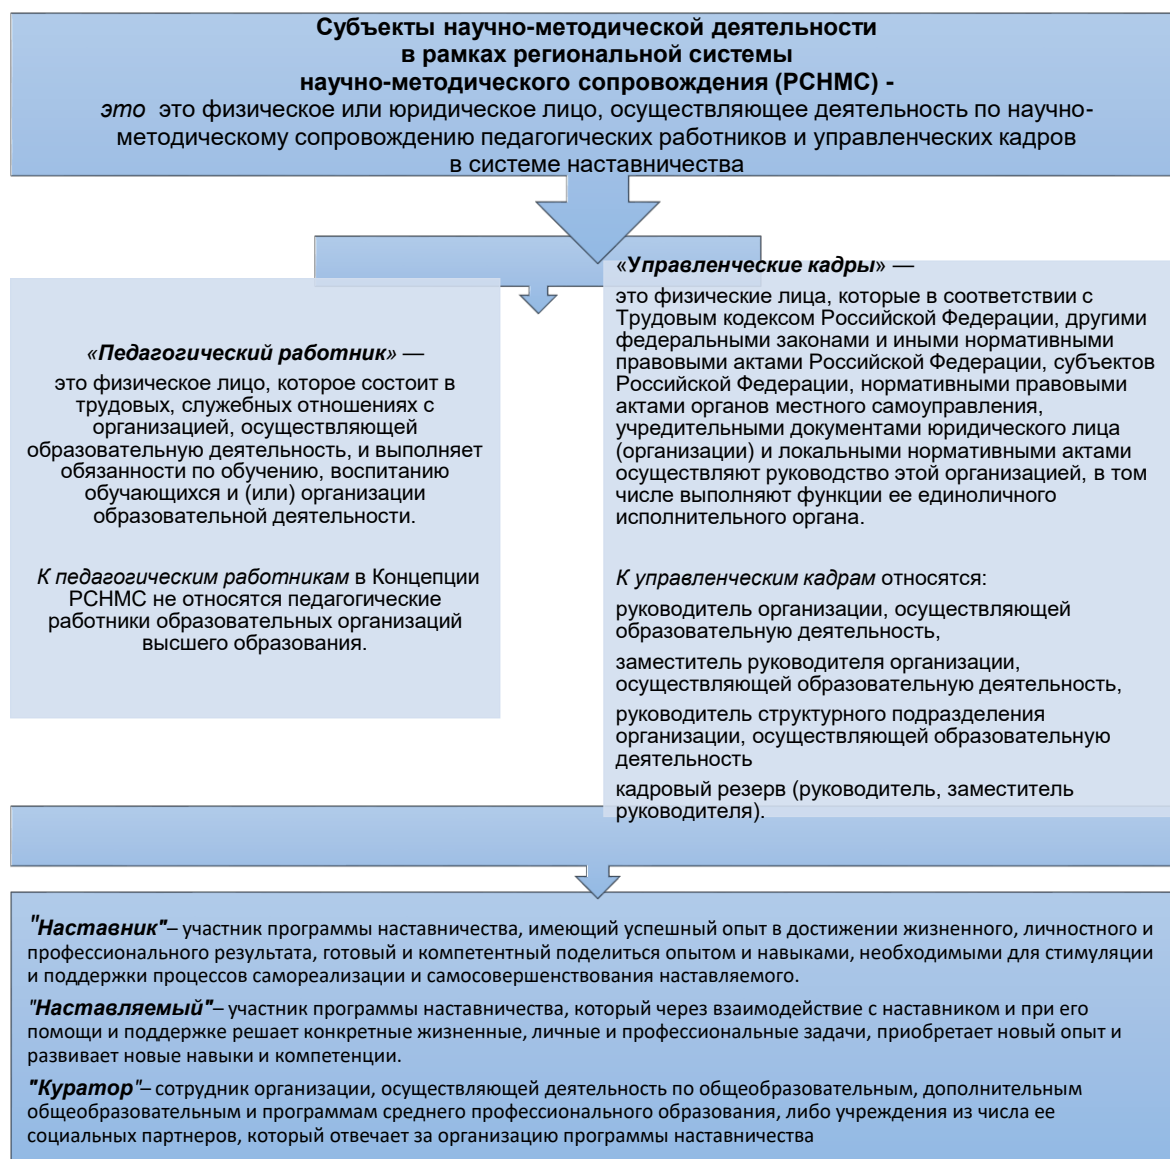 Субъекты научно-методической деятельности
в рамках региональной системы
научно-методического сопровождения (РСНМС) -
это это физическое или юридическое лицо, осуществляющее деятельность по научно-
методическому сопровождению педагогических работников и управленческих кадров
в системе наставничества
«Педагогический работник» —
это физическое лицо, которое состоит в
трудовых, служебных отношениях с
организацией, осуществляющей
образовательную деятельность, и выполняет
обязанности по обучению, воспитанию
обучающихся и (или) организации
образовательной деятельности.
К педагогическим работникам в Концепции
РСНМС не относятся педагогические
работники образовательных организаций
высшего образования.
«Управленческие кадры» —
это физические лица, которые в соответствии с
Трудовым кодексом Российской Федерации, другими
федеральными законами и иными нормативными
правовыми актами Российской Федерации, субъектов
Российской Федерации, нормативными правовыми
актами органов местного самоуправления,
учредительными документами юридического лица
(организации) и локальными нормативными актами
осуществляют руководство этой организацией, в том
числе выполняют функции ее единоличного
исполнительного органа.
К управленческим кадрам относятся:
руководитель организации, осуществляющей
образовательную деятельность,
заместитель руководителя организации,
осуществляющей образовательную деятельность,
руководитель структурного подразделения
организации, осуществляющей образовательную
деятельность
кадровый резерв (руководитель, заместитель
руководителя).
"Наставник"– участник программы наставничества, имеющий успешный опыт в достижении жизненного, личностного и
профессионального результата, готовый и компетентный поделиться опытом и навыками, необходимыми для стимуляции
и поддержки процессов самореализации и самосовершенствования наставляемого.
"Наставляемый"– участник программы наставничества, который через взаимодействие с наставником и при его
помощи и поддержке решает конкретные жизненные, личные и профессиональные задачи, приобретает новый опыт и
развивает новые навыки и компетенции.
"Куратор"– сотрудник организации, осуществляющей деятельность по общеобразовательным, дополнительным
общеобразовательным и программам среднего профессионального образования, либо учреждения из числа ее
социальных партнеров, который отвечает за организацию программы наставничества